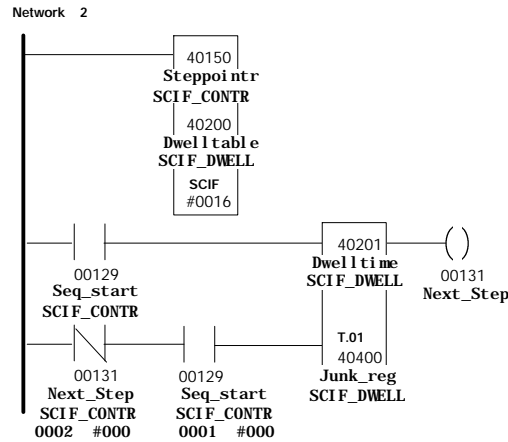 Network 2
40150
Steppointr
SCIF_CONTR
40200
Dwelltable
SCIF_DWELL
SCIF
#0016
40201
Dwelltime
SCIF_DWELL
00129
Seq_start
SCIF_CONTR
00131
Next_Step
T.01
40400
Junk_reg
SCIF_DWELL
00131
Next_Step
SCIF_CONTR
0002 #000
00129
Seq_start
SCIF_CONTR
0001 #000